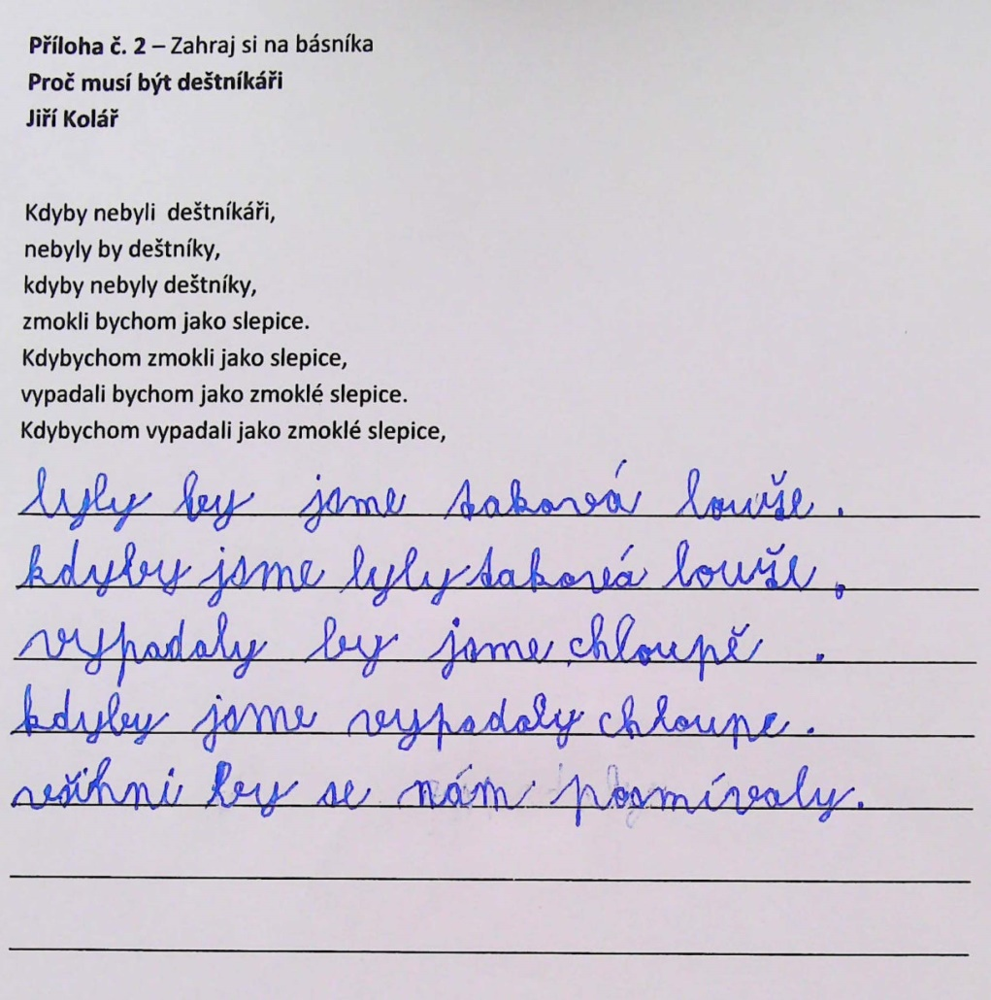 Příloha č. 2 – Zahraj si na básníka
Proč musí být deštníkáři
Jiří Kolář
Kdyby nebyli deštníkáři,
nebyly by deštníky,
kdyby nebyly deštníky,
zmokli bychom jako slepice.
Kdybychom zmokli jako slepice,
vypadali bychom jako zmoklé slepice.
Kdybychom vypadali jako zmoklé slepice,
byly by jsme taková louše.
kdyby jsme byly taková louše,
vypadaly by jsme chloupě.
kdyby jsme vypadaly chloupe.
všihni by se nám posmívaly.